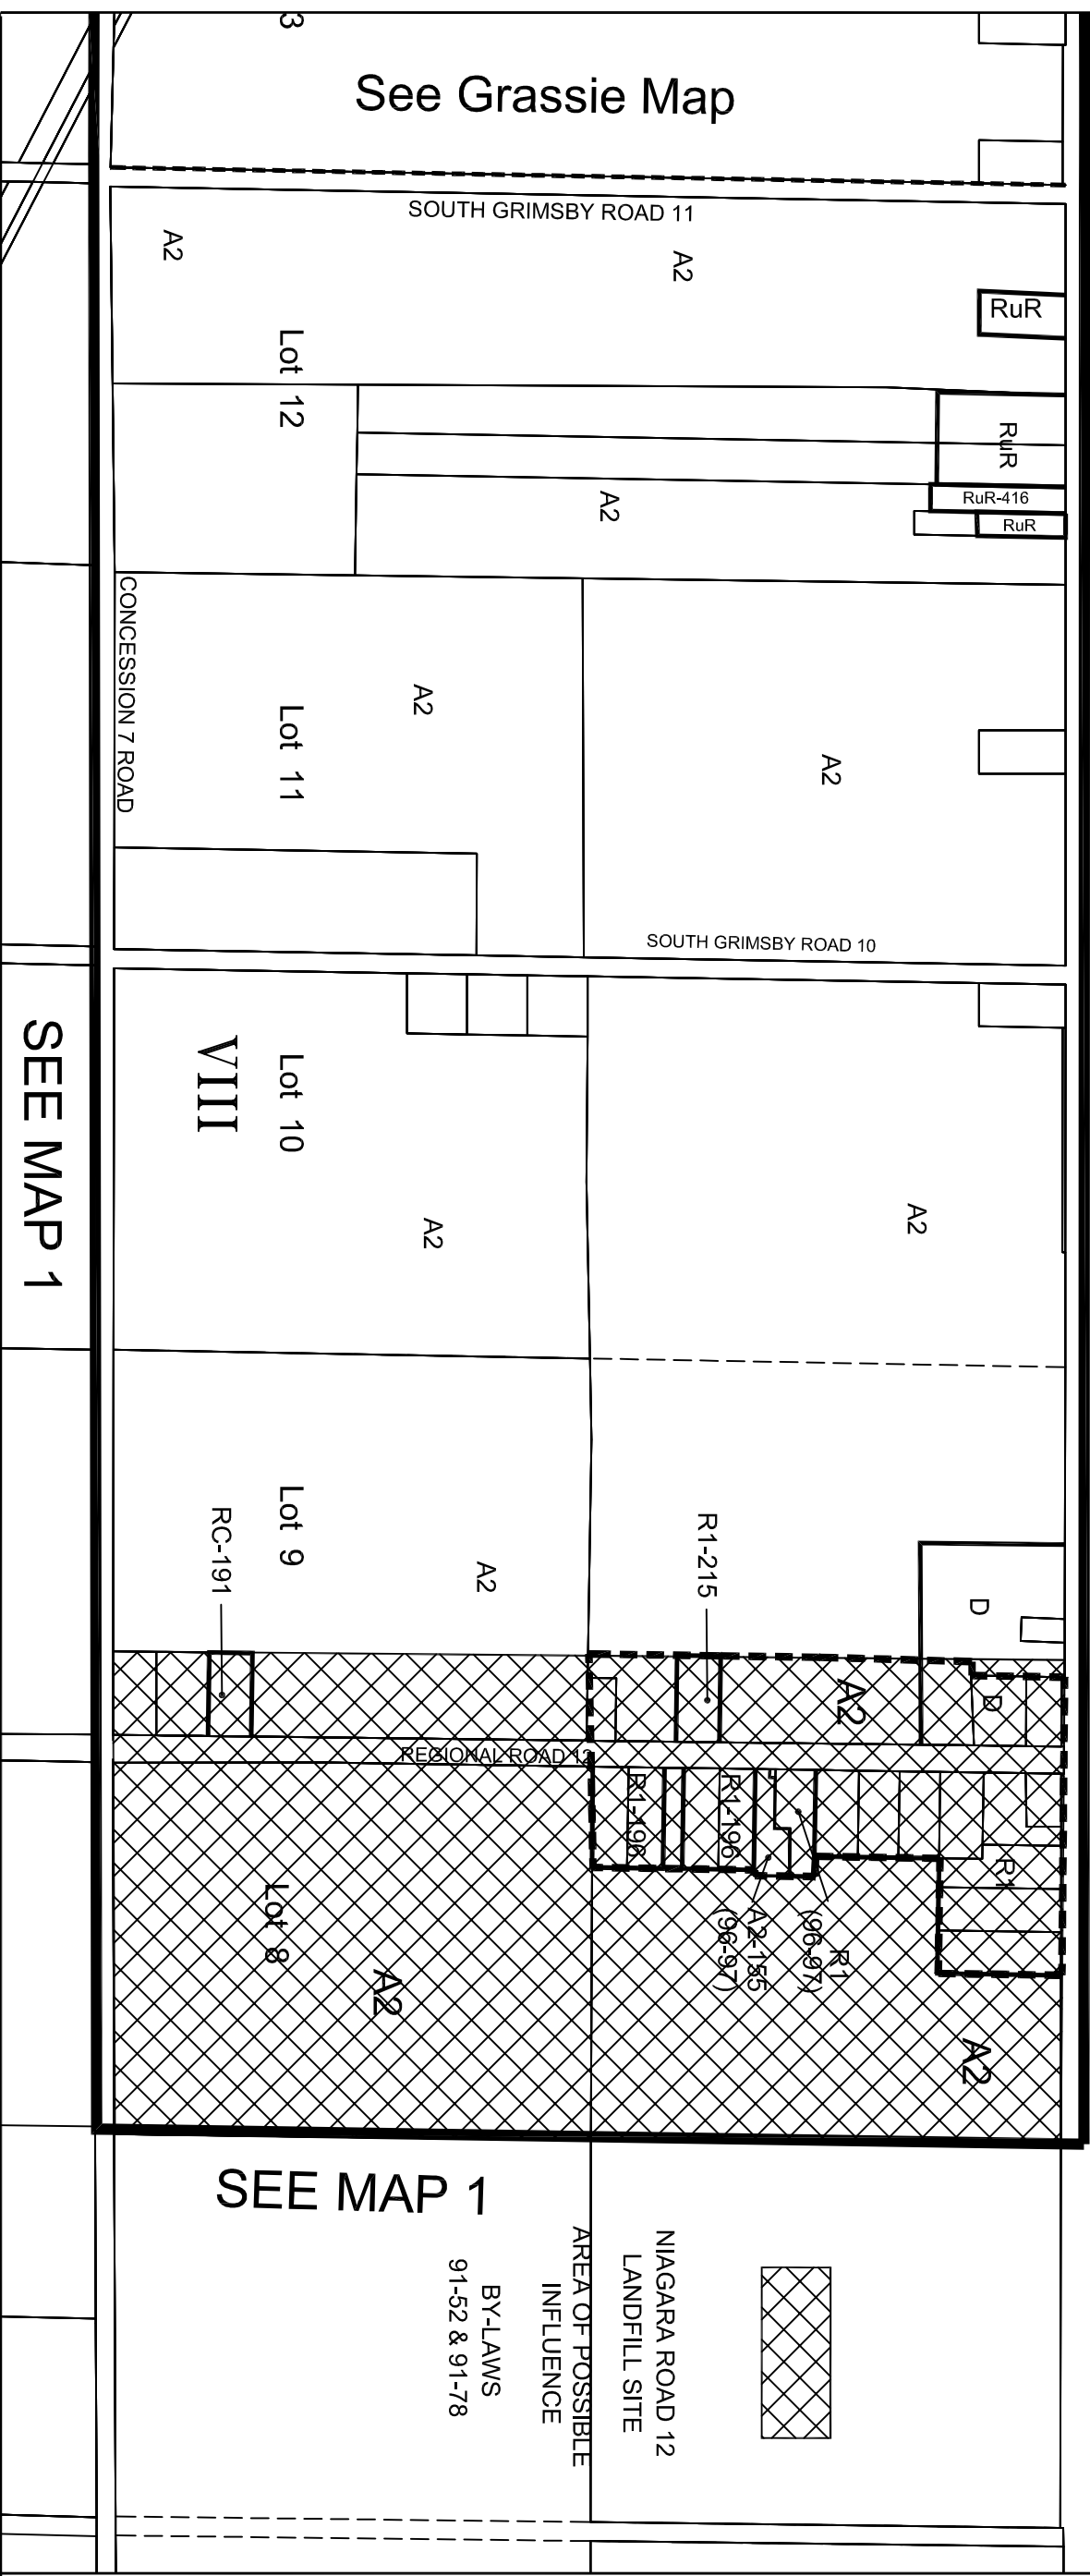 3
See Grassie Map
SOUTH GRIMSBY ROAD 11
A2
A2
RuR
Lot 12
RuR
RuR-416
RuR
A2
CONCESSION 7 ROAD
Lot 11
A2
A2
SOUTH GRIMSBY ROAD 10
SEE MAP 1
VIII
Lot 10
A2
A2
Lot 9
RC-191
A2
R1-215
D
A2
D
REGIONAL ROAD 12
R1-196
R1-196
R1
R1
(96-97)
A2-155
(96-97)
Lot 8
A2
A2
SEE MAP 1
NIAGARA ROAD 12
LANDFILL SITE
AREA OF POSSIBLE
INFLUENCE
BY-LAWS
91-52 & 91-78